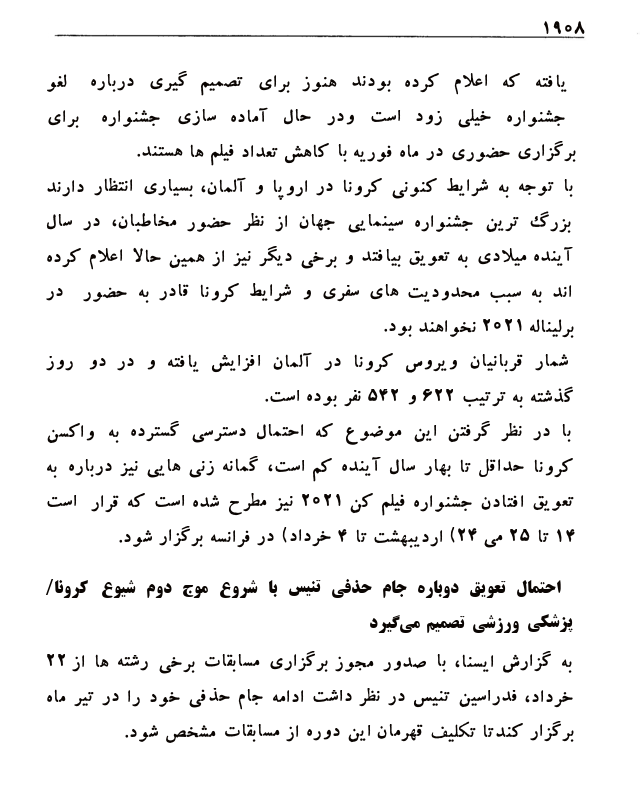 ۱۹۰۸
یافته که اعلام کرده بودند هنوز برای تصمیم گیری درباره لغو
جشنواره خیلی زود است ودر حال آماده سازی جشنواره برای
برگزاری حضوری در ماه فوریه با کاهش تعداد فیلم ها هستند.
با توجه به شرایط کنونی کرونا در اروپا و آلمان، بسیاری انتظار دارند
بزرگ ترین جشنواره سینمایی جهان از نظر حضور مخاطبان، در سال
آینده میلادی به تعویق بیافتد و برخی دیگر نیز از همین حالا اعلام کرده
اند به سبب محدودیت های سفری و شرایط کرونا قادر به حضور در
برلیناله ۲۰۲۱ نخواهند بود.
شمار قربانیان ویروس کرونا در آلمان افزایش یافته و در دو روز
گذشته به ترتیب ۶۲۲ و ۵۴۲ نفر بوده است.
با در نظر گرفتن این موضوع که احتمال دسترسی گسترده به واکسن
کرونا حداقل تا بهار سال آینده کم است، گمانه زنی هایی نیز درباره به
تعویق افتادن جشنواره فیلم کن ۲۰۲۱ نیز مطرح شده است که قرار است
۱۴ تا ۲۵ می ۲۴) اردیبهشت تا ۴ خرداد) در فرانسه برگزار شود.
احتمال تعویق دوباره جام حذفی تنیس با شروع موج دوم شیوع کرونا/
پزشکی ورزشی تصمیم می‌گیرد
به گزارش ایسنا، با صدور مجوز برگزاری مسابقات برخی رشته ها از ۲۲
خرداد، فدراسین تنیس در نظر داشت ادامه جام حذفی خود را در تیر ماه
برگزار کندتا تکلیف قهرمان این دوره از مسابقات مشخص شود.